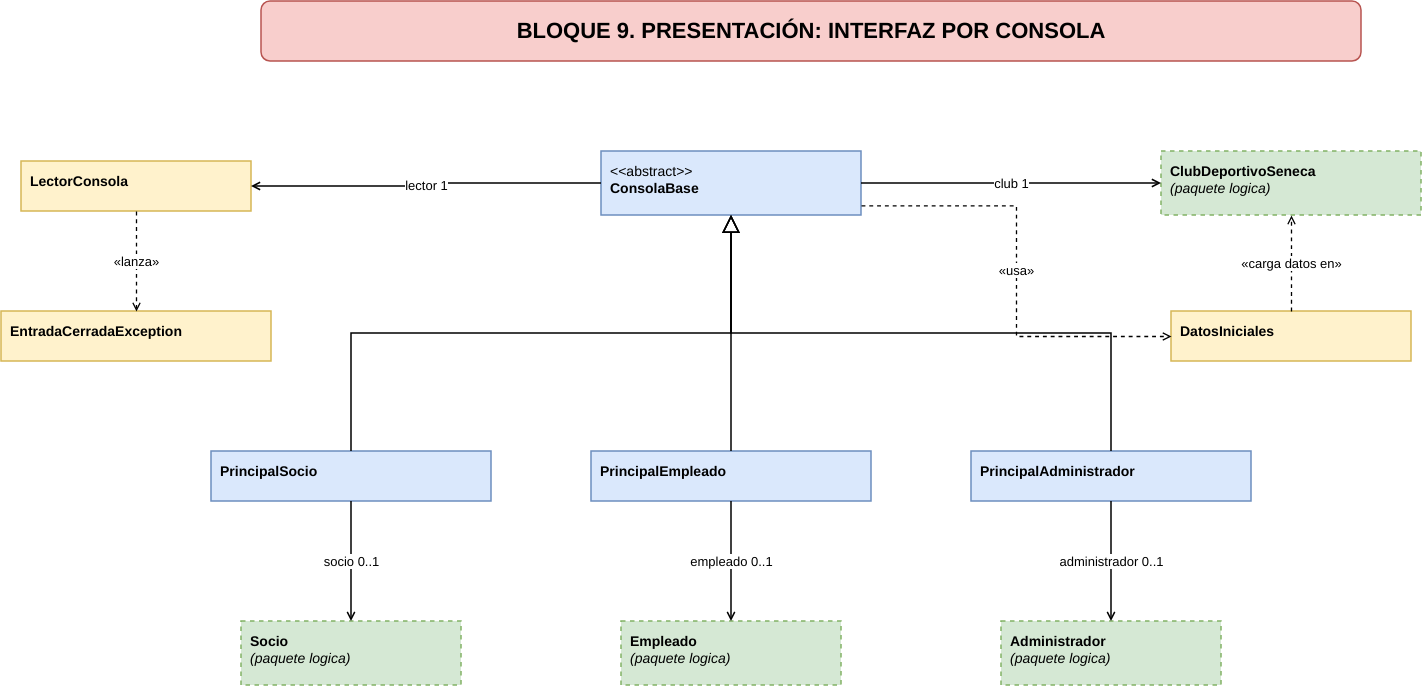 BLOQUE 9. PRESENTACIÓN: INTERFAZ POR CONSOLA
LectorConsola
lector 1
<<abstract>>
ConsolaBase
club 1
ClubDeportivoSeneca
(paquete logica)
«lanza»
«usa»
«carga datos en»
EntradaCerradaException
DatosIniciales
PrincipalSocio
PrincipalEmpleado
PrincipalAdministrador
socio 0..1
empleado 0..1
administrador 0..1
Socio
(paquete logica)
Empleado
(paquete logica)
Administrador
(paquete logica)